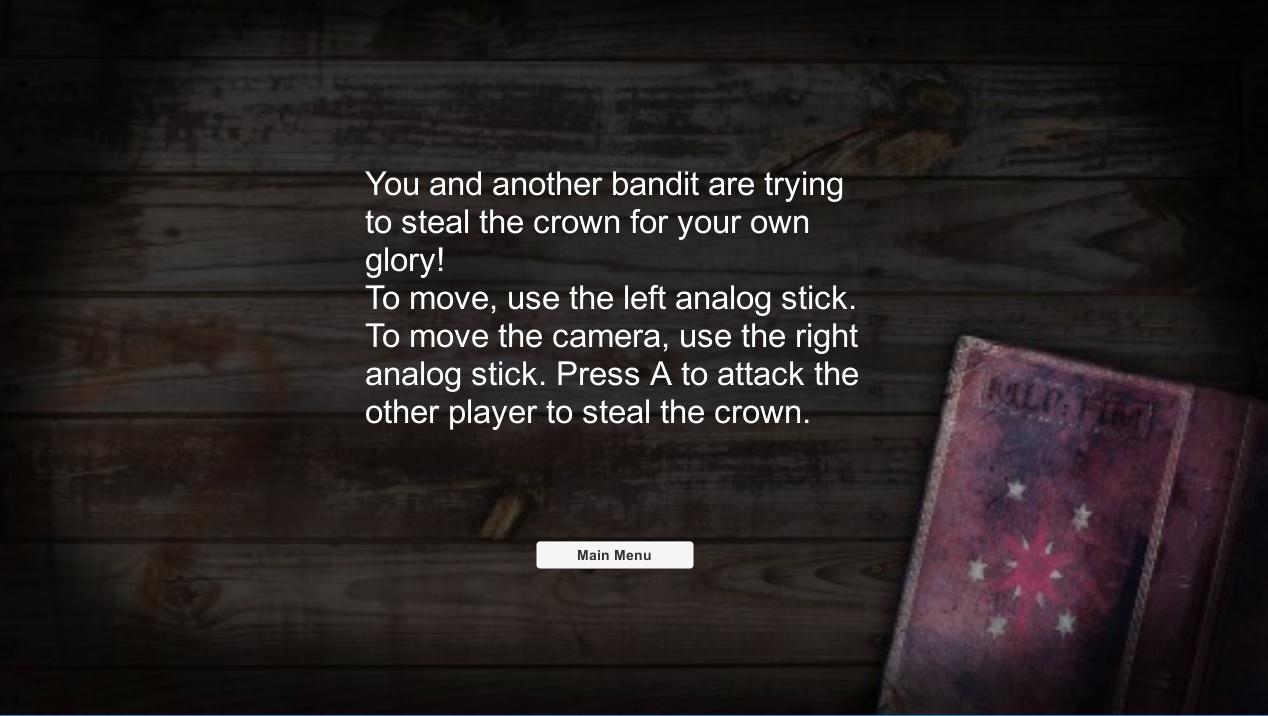 You and another bandit are trying
to steal the crown for your own
glory!
To move, use the left analog stick.
To move the camera, use the right
analog stick. Press A to attack the
other player to steal the crown.
Main Menu